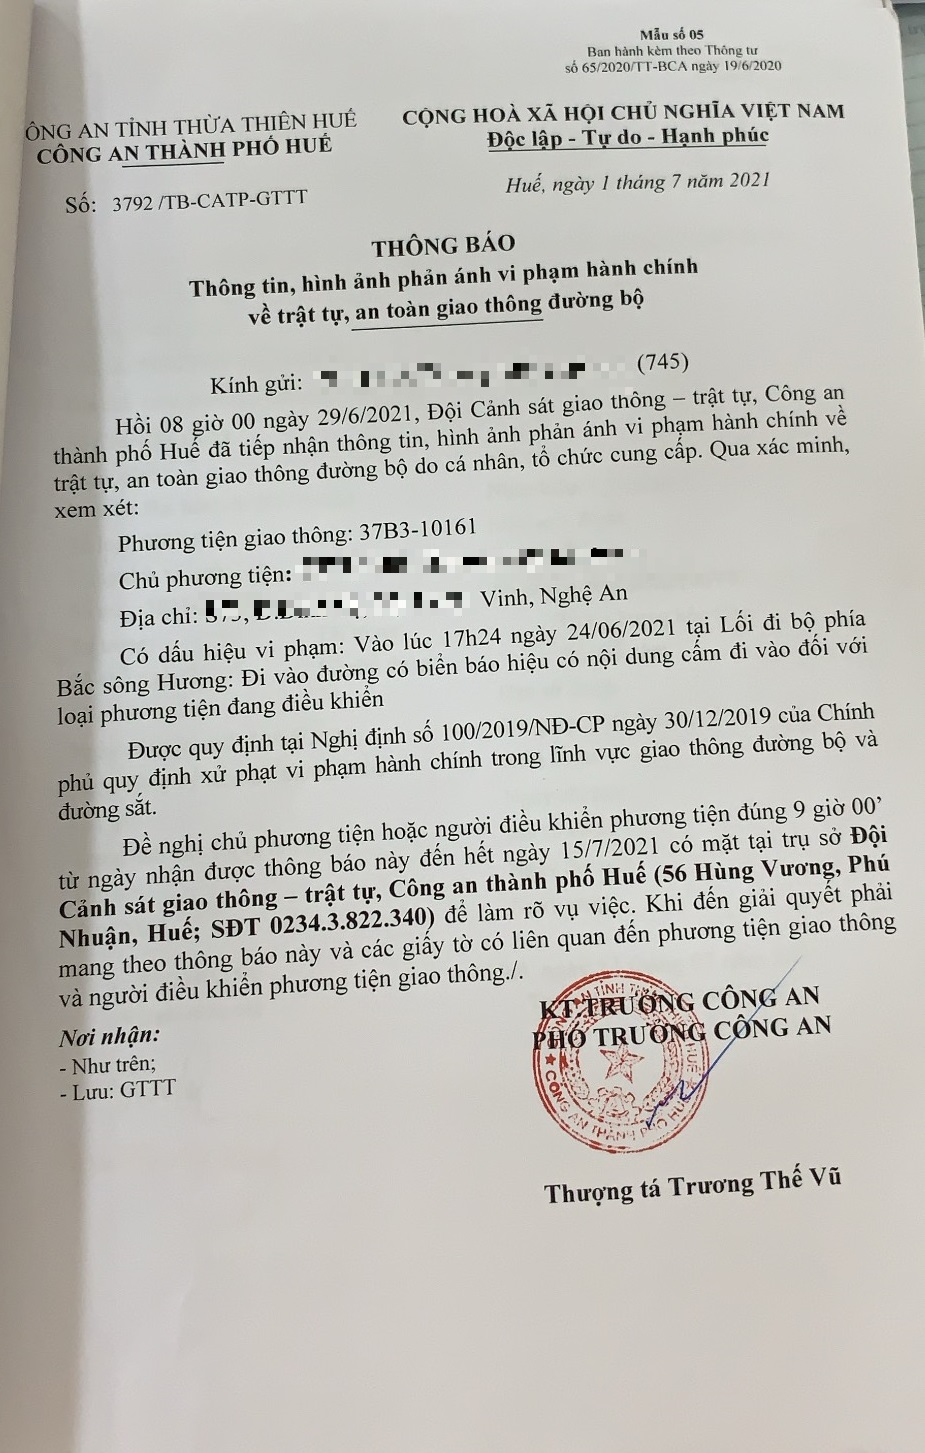 Mẫu số 05
Ban hành kèm theo Thông tư
số 65/2020/TT-BCA ngày 19/6/2020
ÔNG AN TỈNH THỪA THIÊN HUẾ
CÔNG AN THÀNH PHỐ HUẾ
CỘNG HOÀ XÃ HỘI CHỦ NGHĨA VIỆT NAM
Độc lập - Tự do - Hạnh phúc
Số: 3792 /TB-CATP-GTTT
Huế, ngày 1 tháng 7 năm 2021
THÔNG BÁO
Thông tin, hình ảnh phản ánh vi phạm hành chính
về trật tự, an toàn giao thông đường bộ
Kính gửi: (745)
Hồi 08 giờ 00 ngày 29/6/2021, Đội Cảnh sát giao thông – trật tự, Công an
thành phố Huế đã tiếp nhận thông tin, hình ảnh phản ánh vi phạm hành chính về
trật tự, an toàn giao thông đường bộ do cá nhân, tổ chức cung cấp. Qua xác minh,
xem xét:
Phương tiện giao thông: 37B3-10161
Chủ phương tiện:
Địa chỉ: Vinh, Nghệ An
Có dấu hiệu vi phạm: Vào lúc 17h24 ngày 24/06/2021 tại Lối đi bộ phía
Bắc sông Hương: Đi vào đường có biển báo hiệu có nội dung cấm đi vào đối với
loại phương tiện đang điều khiển
Được quy định tại Nghị định số 100/2019/NĐ-CP ngày 30/12/2019 của Chính
phủ quy định xử phạt vi phạm hành chính trong lĩnh vực giao thông đường bộ và
đường sắt.
Đề nghị chủ phương tiện hoặc người điều khiển phương tiện đúng 9 giờ 00’
từ ngày nhận được thông báo này đến hết ngày 15/7/2021 có mặt tại trụ sở Đội
Cảnh sát giao thông – trật tự, Công an thành phố Huế (56 Hùng Vương, Phú
Nhuận, Huế; SĐT 0234.3.822.340) để làm rõ vụ việc. Khi đến giải quyết phải
mang theo thông báo này và các giấy tờ có liên quan đến phương tiện giao thông
và người điều khiển phương tiện giao thông./.
KT.TRƯỞNG CÔNG AN
PHÓ TRƯỞNG CÔNG AN
Nơi nhận:
- Như trên;
- Lưu: GTTT
CÔNG AN THÀNH PHỐ HUẾ
Thượng tá Trương Thế Vũ